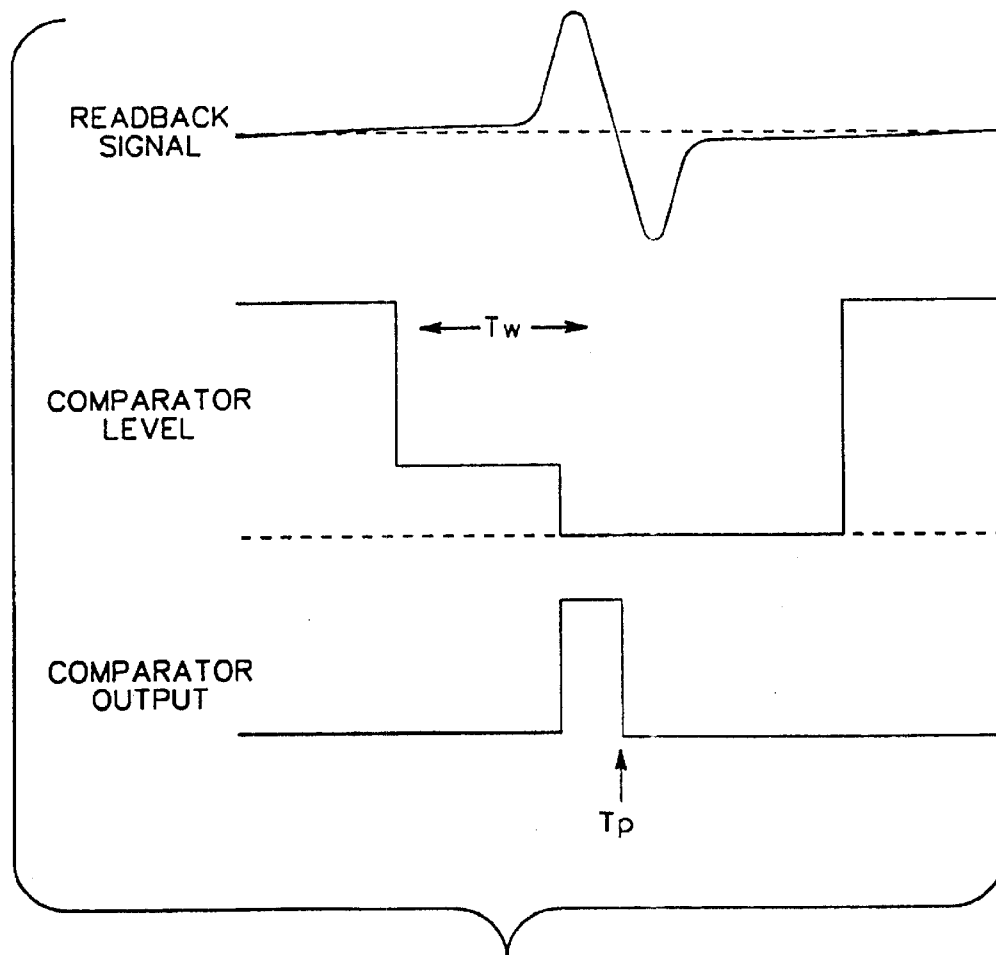 READBACK
SIGNAL
Tw
COMPARATOR
LEVEL
COMPARATOR
OUTPUT
Tp